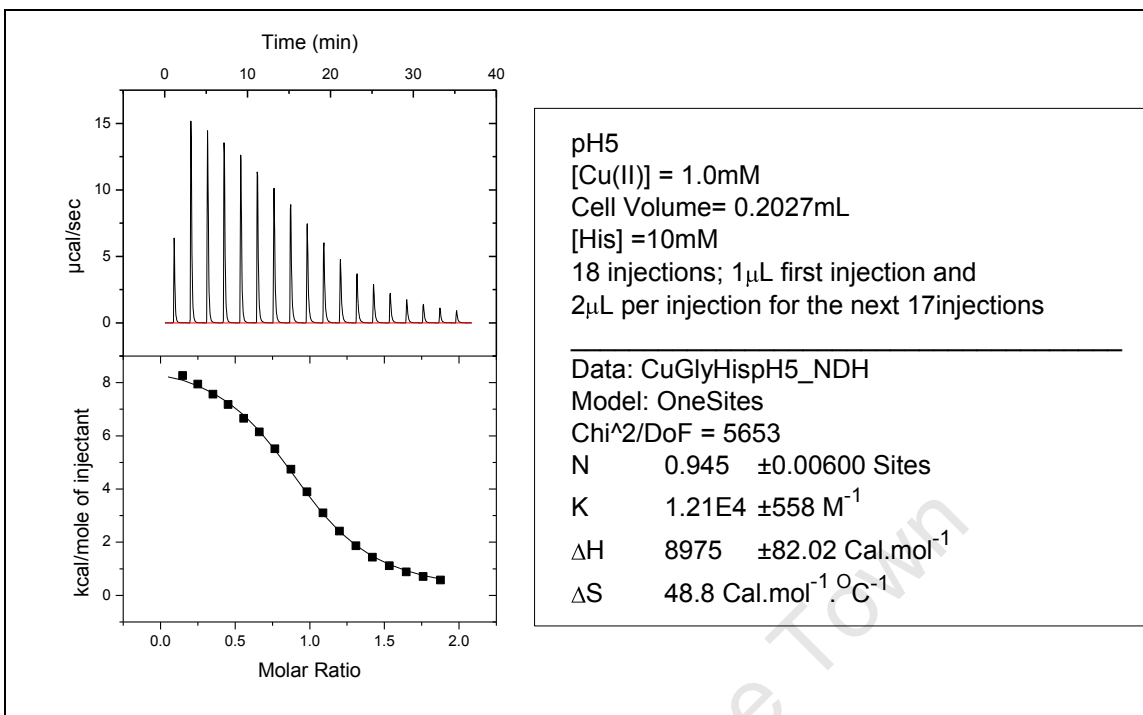 Time (min)
0 10 20 30 40
15
10
5
0
µcal/sec
8
6
4
2
0
kcal/mole of injectant
0.0 0.5 1.0 1.5 2.0
Molar Ratio
pH5
[Cu(II)] = 1.0mM
Cell Volume= 0.2027mL
[His] =10mM
18 injections; 1µL first injection and
2µL per injection for the next 17injections
Data: CuGlyHispH5_NDH
Model: OneSites
Chi^2/DoF = 5653
N 0.945 ±0.00600 Sites
K 1.21E4 ±558 M⁻¹
ΔH 8975 ±82.02 Cal.mol⁻¹
ΔS 48.8 Cal.mol⁻¹.ᴼC⁻¹
e Town